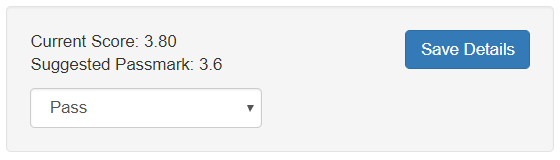 Current Score: 3.80
Suggested Passmark: 3.6
Save Details
Pass